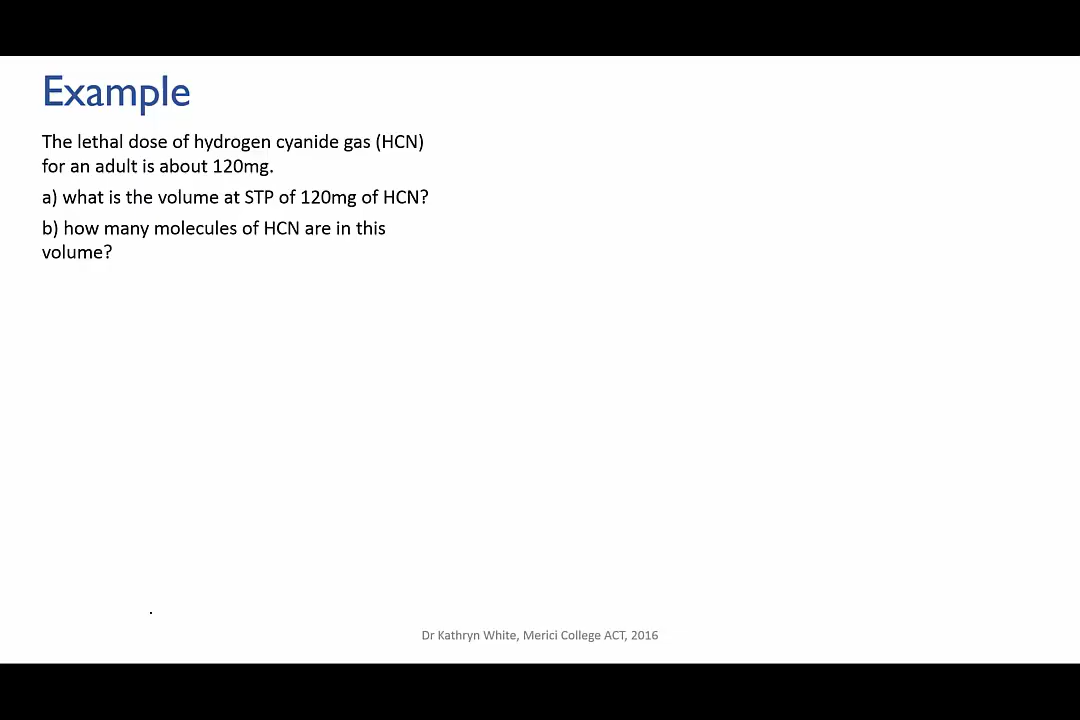 Example
The lethal dose of hydrogen cyanide gas (HCN)
for an adult is about 120mg.
a) what is the volume at STP of 120mg of HCN?
b) how many molecules of HCN are in this
volume?
Dr Kathryn White, Merici College ACT, 2016